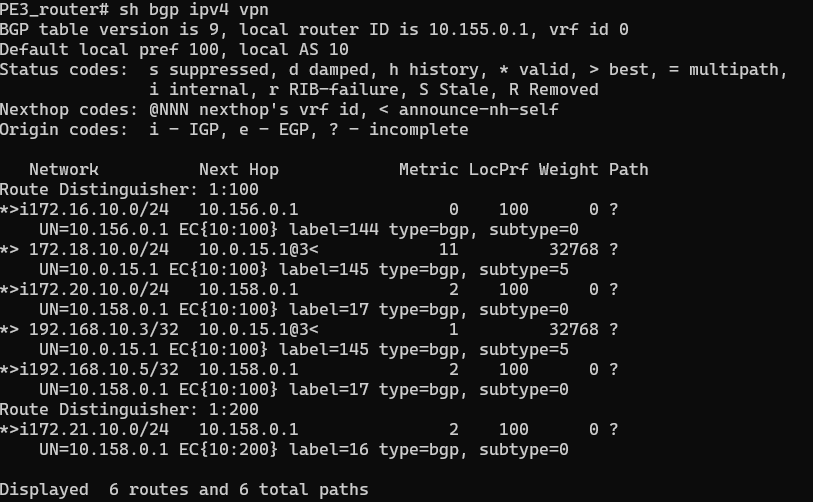 PE3_router# sh bgp ipv4 vpn
BGP table version is 9, local router ID is 10.155.0.1, vrf id 0
Default local pref 100, local AS 10
Status codes:  s suppressed, d damped, h history, * valid, > best, = multipath,
               i internal, r RIB-failure, S Stale, R Removed
Nexthop codes: @NNN nexthop's vrf id, < announce-nh-self
Origin codes:  i - IGP, e - EGP, ? - incomplete

   Network          Next Hop            Metric LocPrf Weight Path
Route Distinguisher: 1:100
*>i172.16.10.0/24   10.156.0.1               0    100      0 ?
    UN=10.156.0.1 EC{10:100} label=144 type=bgp, subtype=0
*> 172.18.10.0/24   10.0.15.1@3<            11         32768 ?
    UN=10.0.15.1 EC{10:100} label=145 type=bgp, subtype=5
*>i172.20.10.0/24   10.158.0.1               2    100      0 ?
    UN=10.158.0.1 EC{10:100} label=17 type=bgp, subtype=0
*> 192.168.10.3/32  10.0.15.1@3<             1         32768 ?
    UN=10.0.15.1 EC{10:100} label=145 type=bgp, subtype=5
*>i192.168.10.5/32  10.158.0.1               2    100      0 ?
    UN=10.158.0.1 EC{10:100} label=17 type=bgp, subtype=0
Route Distinguisher: 1:200
*>i172.21.10.0/24   10.158.0.1               2    100      0 ?
    UN=10.158.0.1 EC{10:200} label=16 type=bgp, subtype=0

Displayed  6 routes and 6 total paths